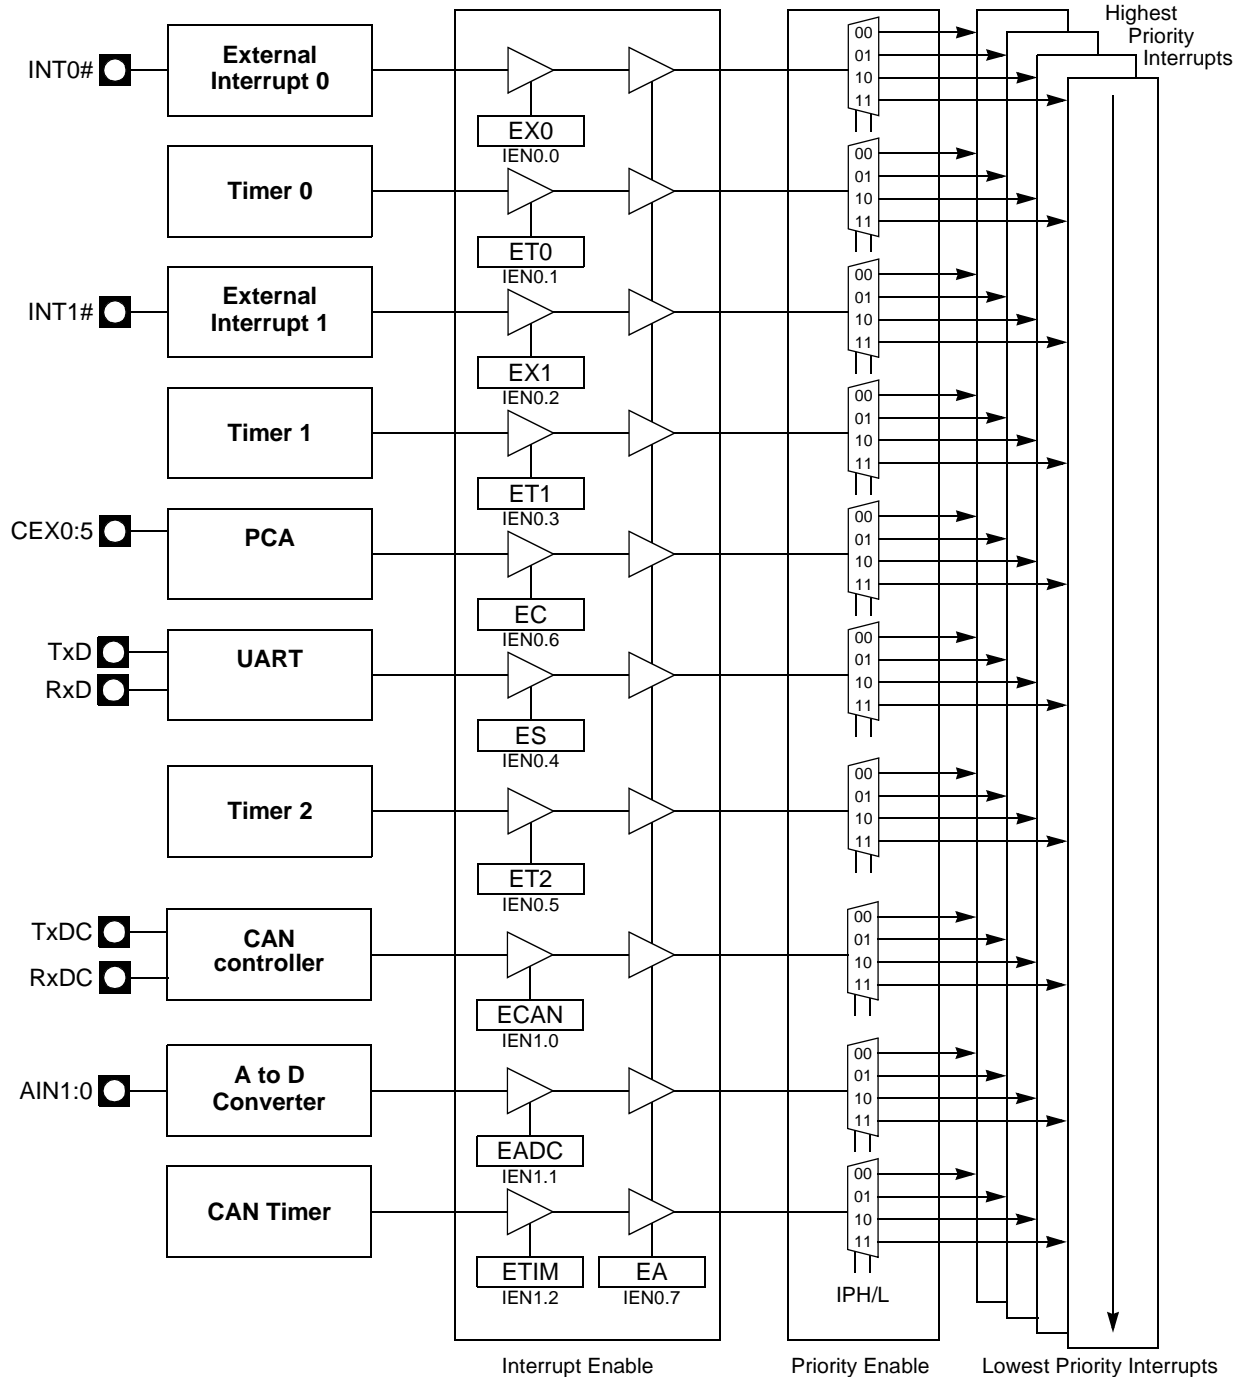 Highest
Priority
Interrupts
INT0#
External
Interrupt 0
EX0
IEN0.0
00
01
10
11
Timer 0
ET0
IEN0.1
00
01
10
11
INT1#
External
Interrupt 1
EX1
IEN0.2
00
01
10
11
Timer 1
ET1
IEN0.3
00
01
10
11
CEX0:5
PCA
EC
IEN0.6
00
01
10
11
TxD
RxD
UART
ES
IEN0.4
00
01
10
11
Timer 2
ET2
IEN0.5
00
01
10
11
TxDC
RxDC
CAN
controller
ECAN
IEN1.0
00
01
10
11
AIN1:0
A to D
Converter
EADC
IEN1.1
00
01
10
11
CAN Timer
ETIM
IEN1.2
EA
IEN0.7
00
01
10
11
IPH/L
Interrupt Enable
Priority Enable
Lowest Priority Interrupts